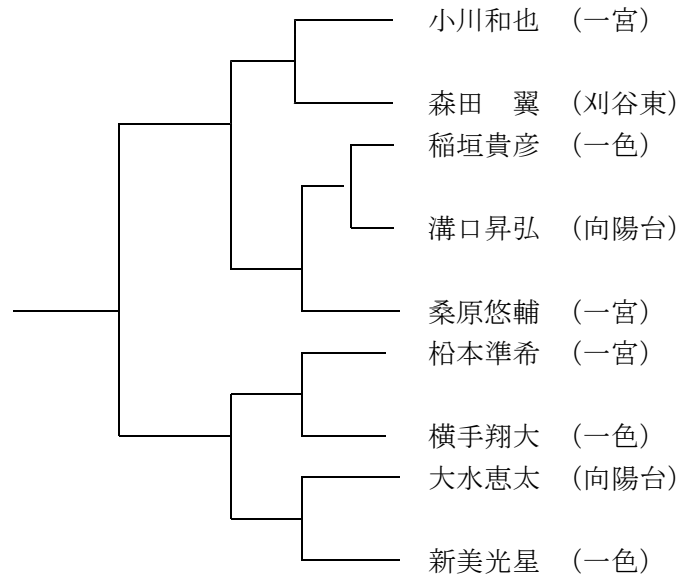 小川和也　（一宮）
森田　翼　（刈谷東）
稲垣貴彦　（一色）
溝口昇弘　（向陽台）
桑原悠輔　（一宮）
枩本準希　（一宮）
横手翔大　（一色）
大水恵太　（向陽台）
新美光星　（一色）